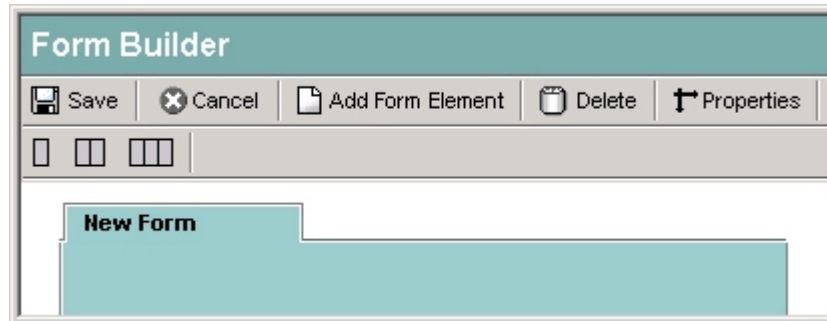 Form Builder
Save Cancel Add Form Element Delete Properties
New Form